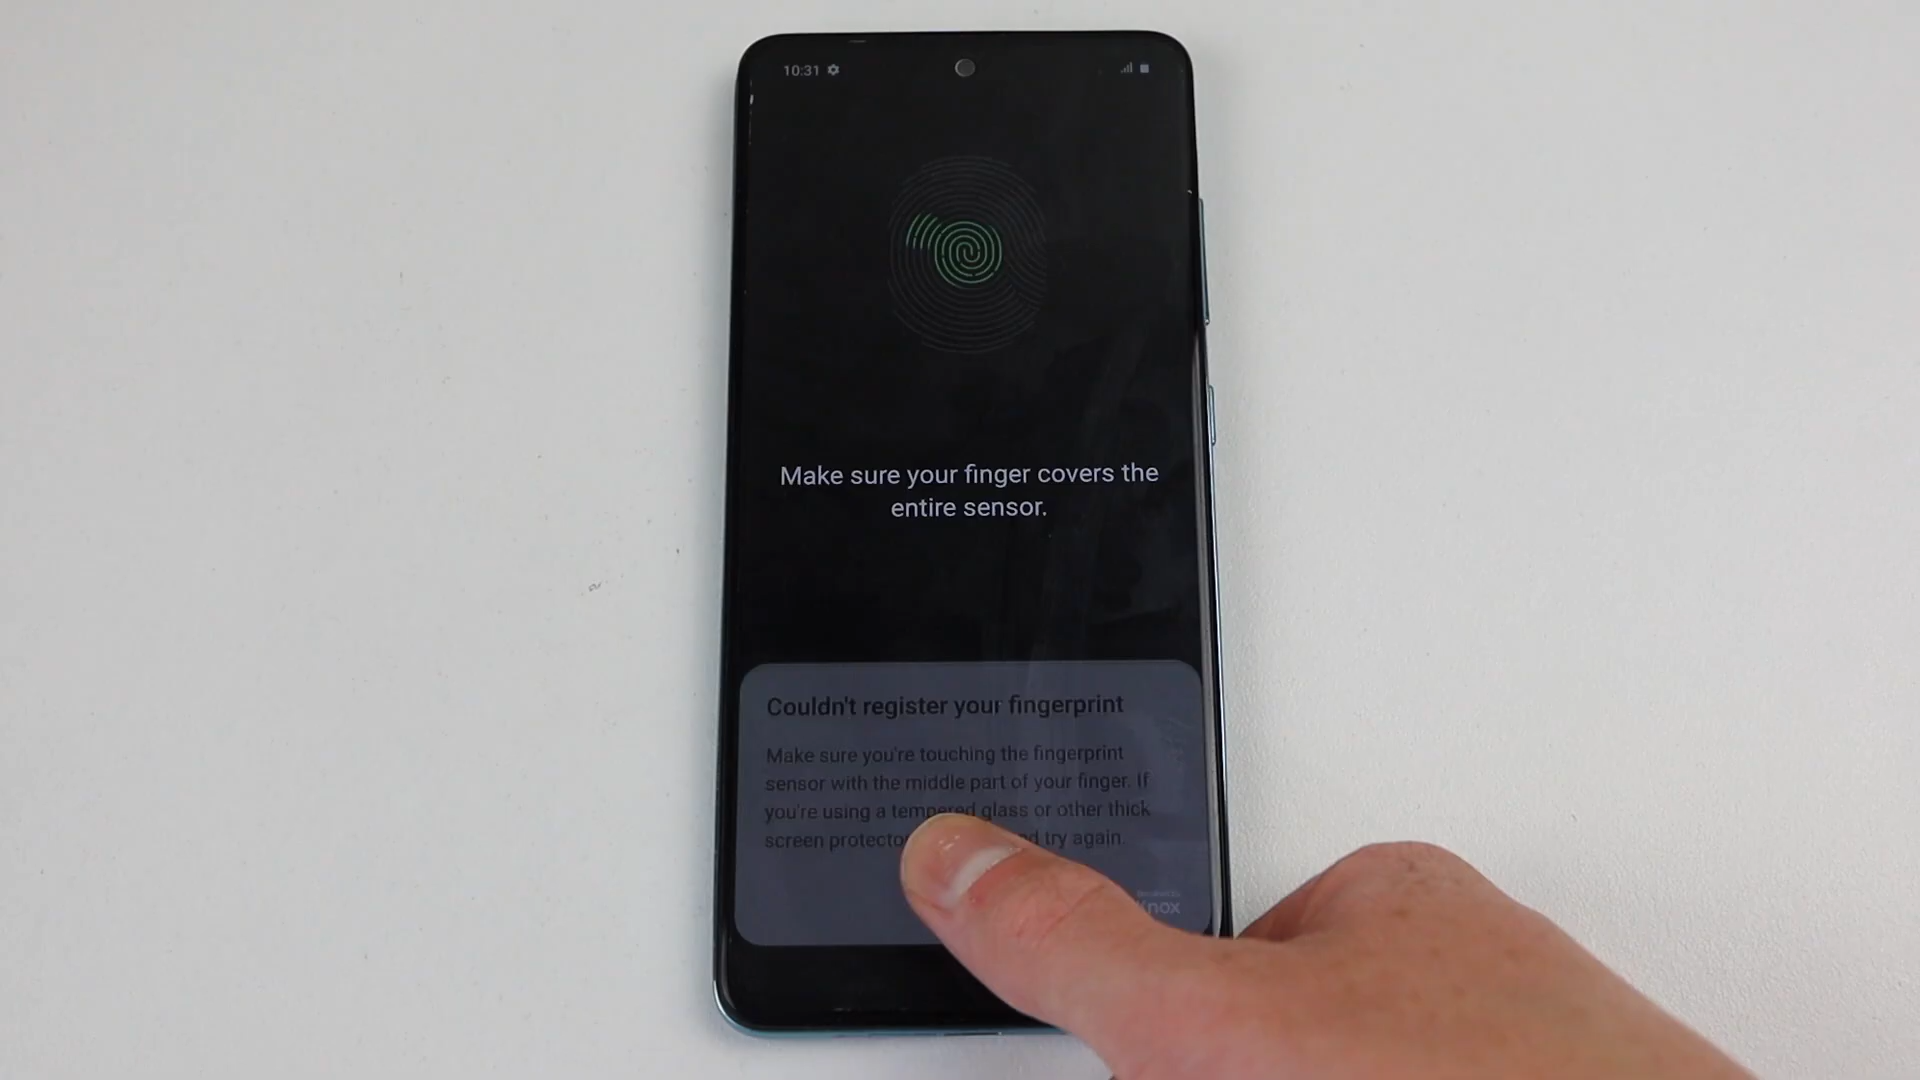 10:31
Make sure your finger covers the
entire sensor.
Couldn't register your fingerprint
Make sure you're touching the fingerprint
sensor with the middle part of your finger. If
you're using a tempered glass or other thick
screen protector try again.
Knox